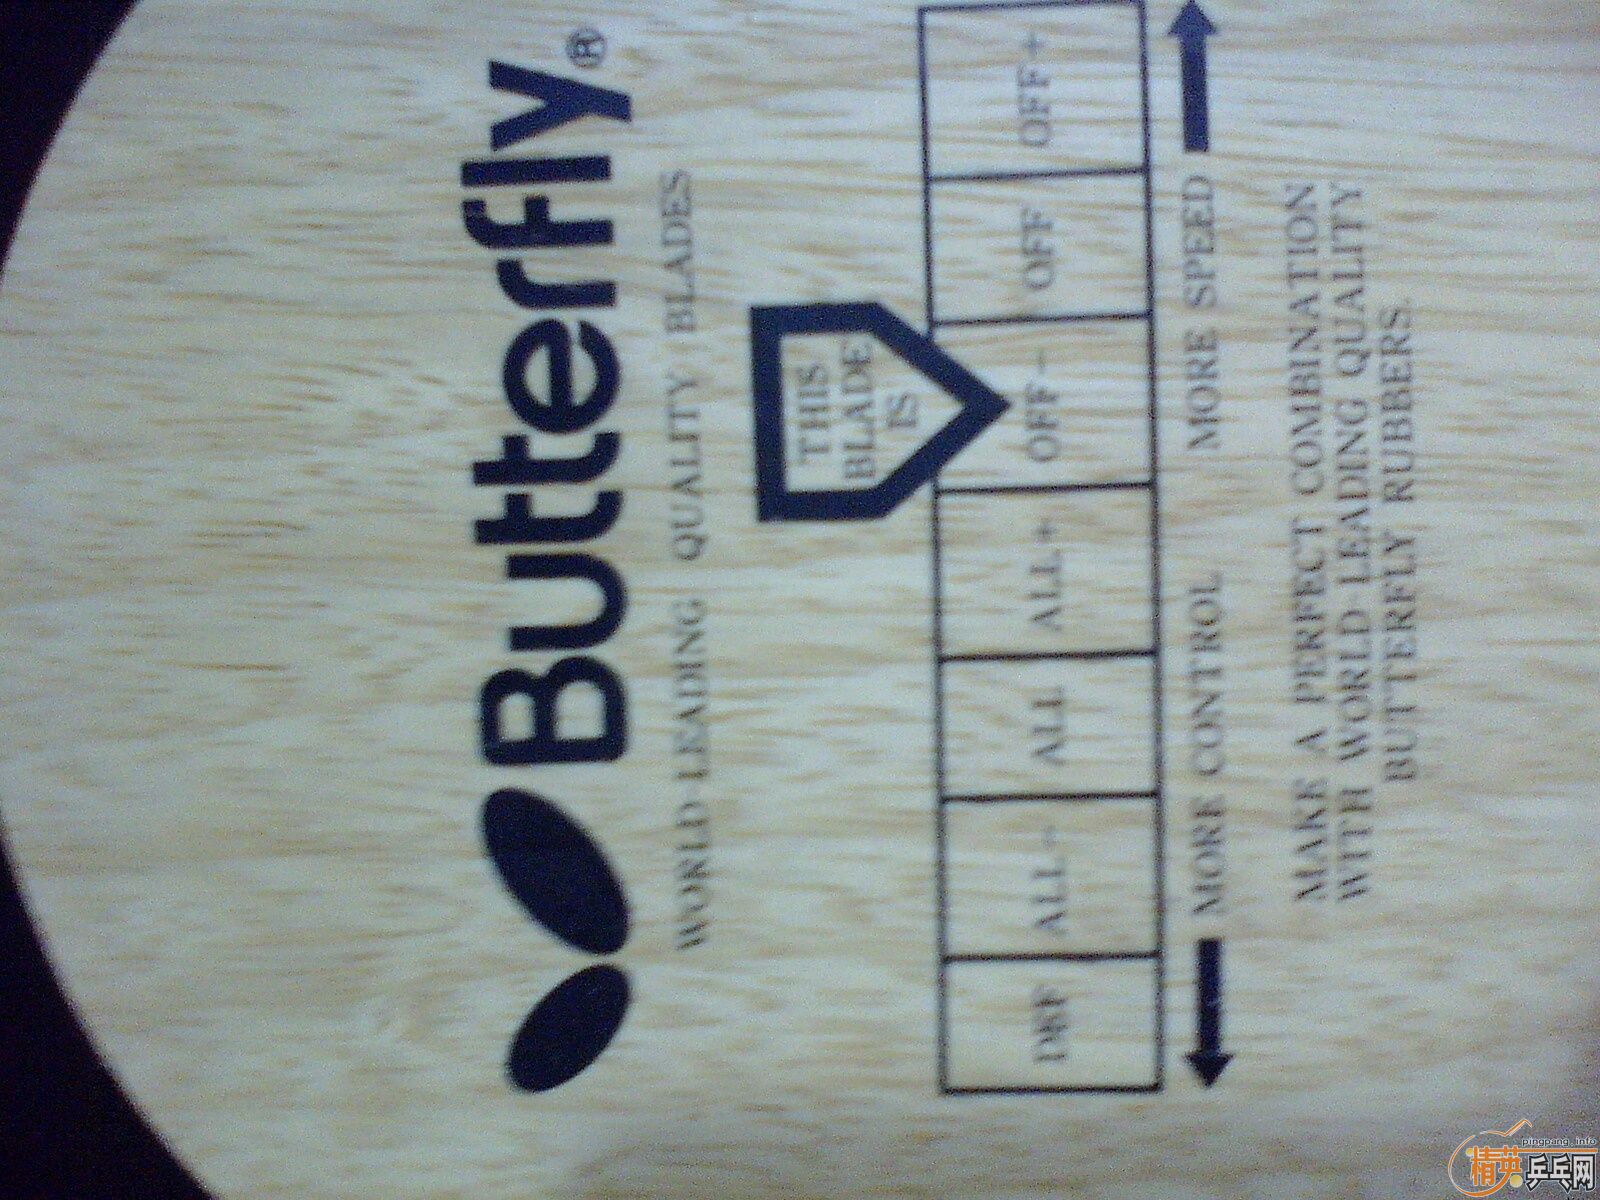 Butterfly®
WORLD-LEADING QUALITY BLADES
THIS
BLADE
IS
DEF ALL- ALL ALL+ OFF- OFF OFF+
MORE CONTROL MORE SPEED
MAKE A PERFECT COMBINATION
WITH WORLD-LEADING QUALITY
BUTTERFLY RUBBERS.
pingpang.info
精英乒乓网